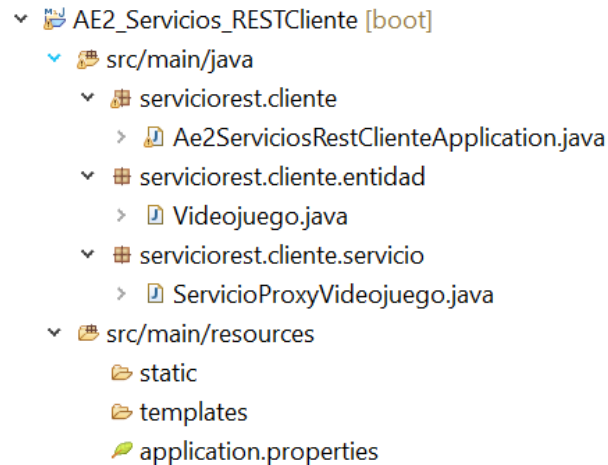 AE2_Servicios_RESTCliente [boot]
src/main/java
serviciorest.cliente
Ae2ServiciosRestClienteApplication.java
serviciorest.cliente.entidad
Videojuego.java
serviciorest.cliente.servicio
ServicioProxyVideojuego.java
src/main/resources
static
templates
application.properties